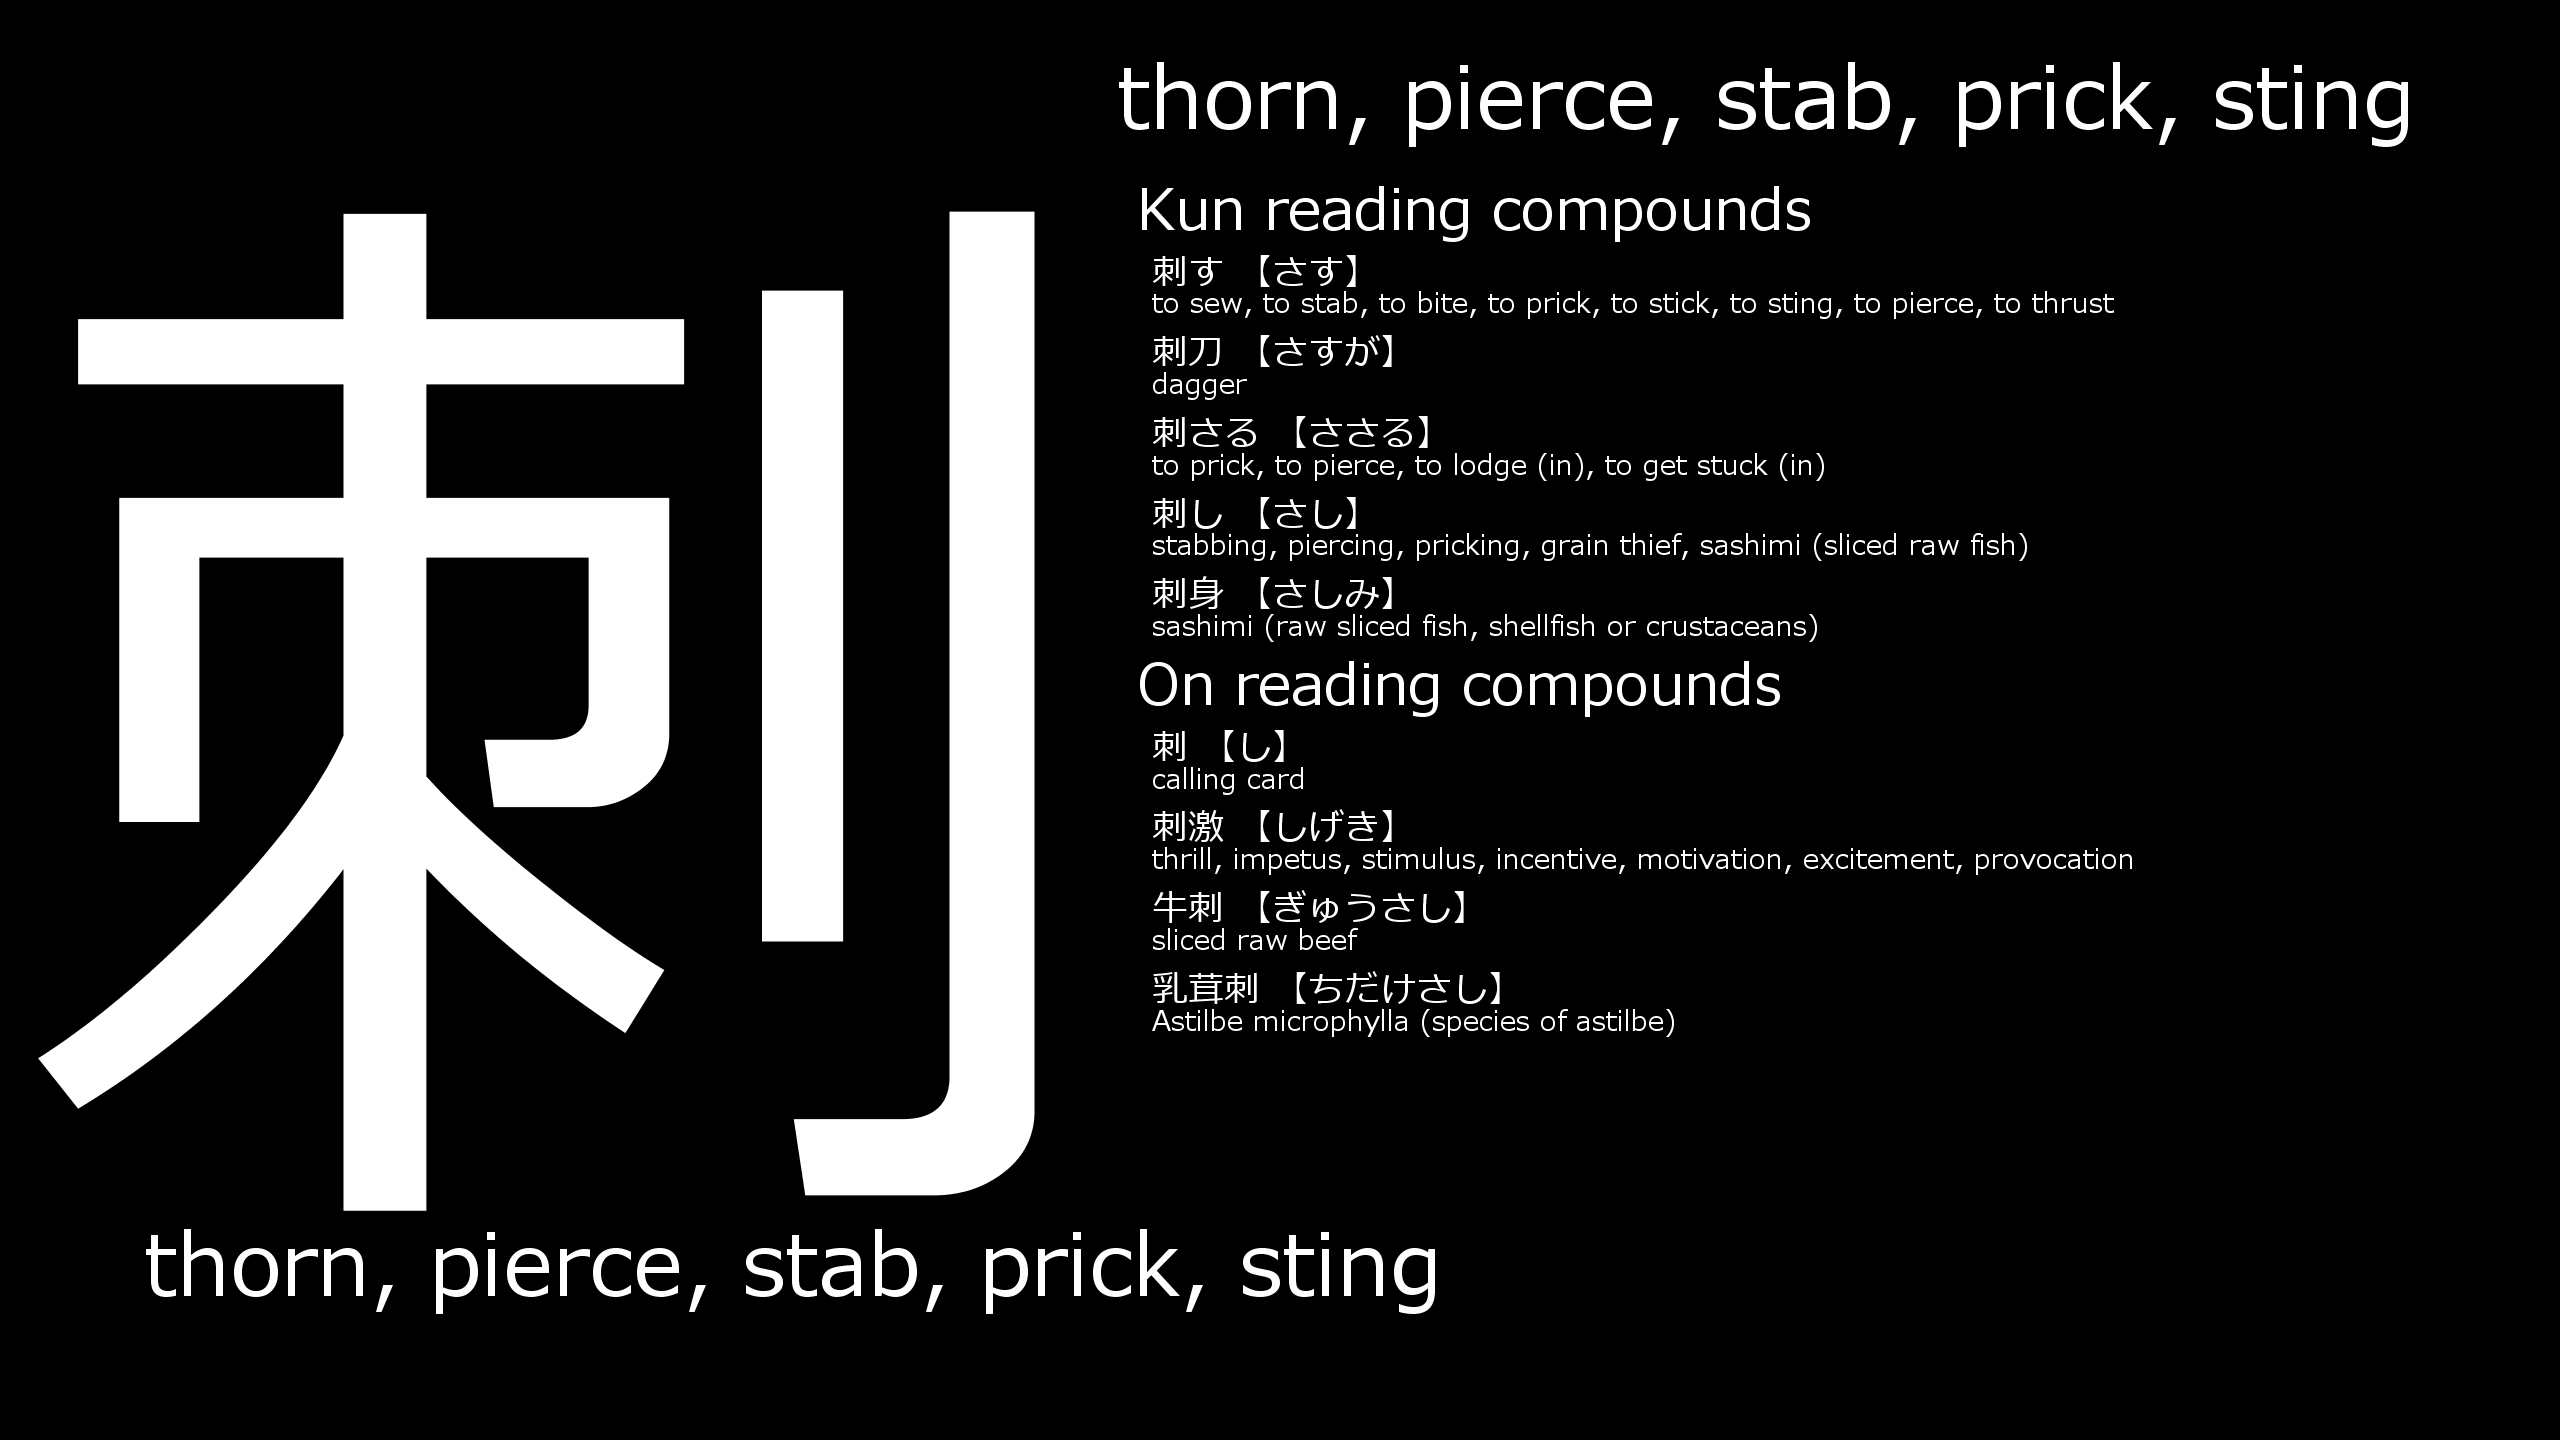 刺
thorn, pierce, stab, prick, sting
thorn, pierce, stab, prick, sting
Kun reading compounds
刺す 【さす】
to sew, to stab, to bite, to prick, to stick, to sting, to pierce, to thrust
刺刀 【さすが】
dagger
刺さる 【ささる】
to prick, to pierce, to lodge (in), to get stuck (in)
刺し 【さし】
stabbing, piercing, pricking, grain thief, sashimi (sliced raw fish)
刺身 【さしみ】
sashimi (raw sliced fish, shellfish or crustaceans)
On reading compounds
刺 【し】
calling card
刺激 【しげき】
thrill, impetus, stimulus, incentive, motivation, excitement, provocation
牛刺 【ぎゅうさし】
sliced raw beef
乳茸刺 【ちだけさし】
Astilbe microphylla (species of astilbe)